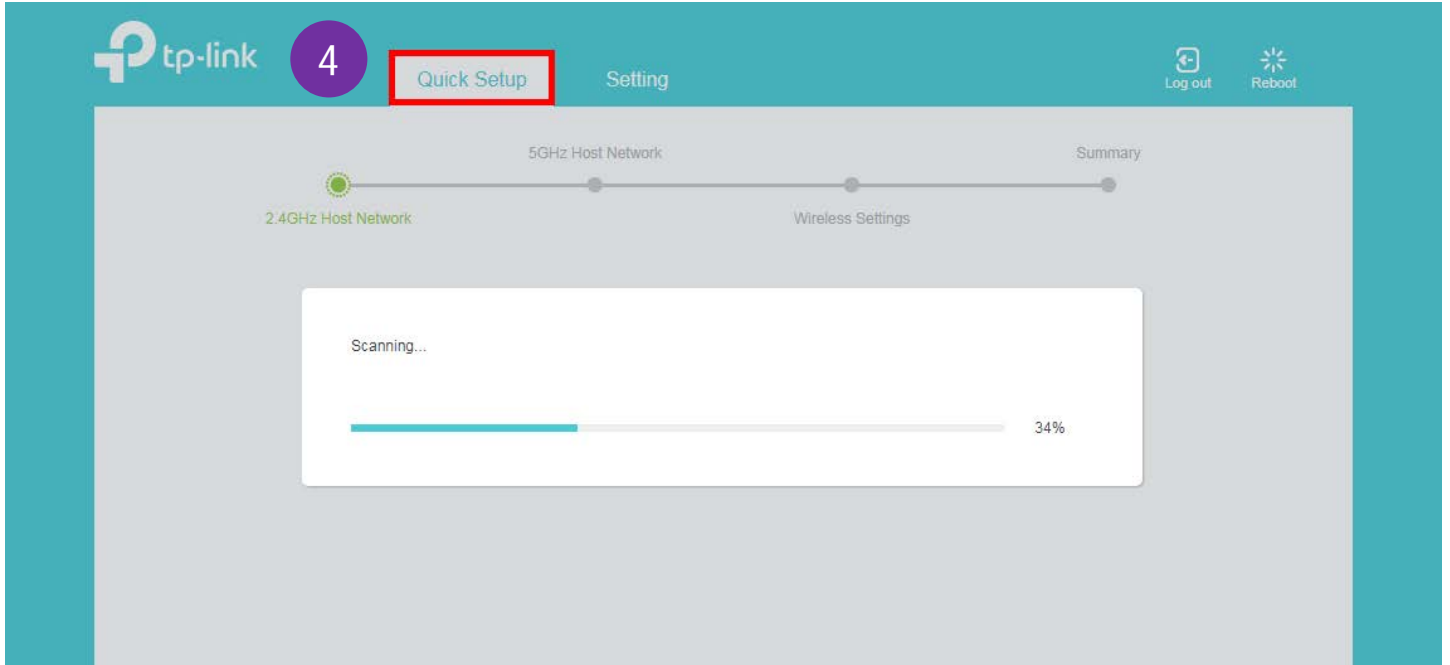 tp-link
4
Quick Setup
Setting
Log out
Reboot
5GHz Host Network
Summary
2.4GHz Host Network
Wireless Settings
Scanning...
34%